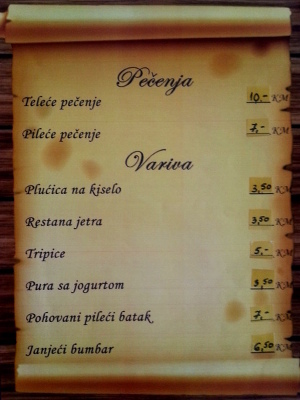 Pečenja
Teleće pečenje 10,- KM
Pileće pečenje 7,- KM
Variva
Plućica na kiselo 3,50 KM
Restana jetra 3,50 KM
Tripice 5,- KM
Pura sa jogurtom 3,50 KM
Pohovani pileći batak 7,- KM
Janjeći bumbar 6,50 KM